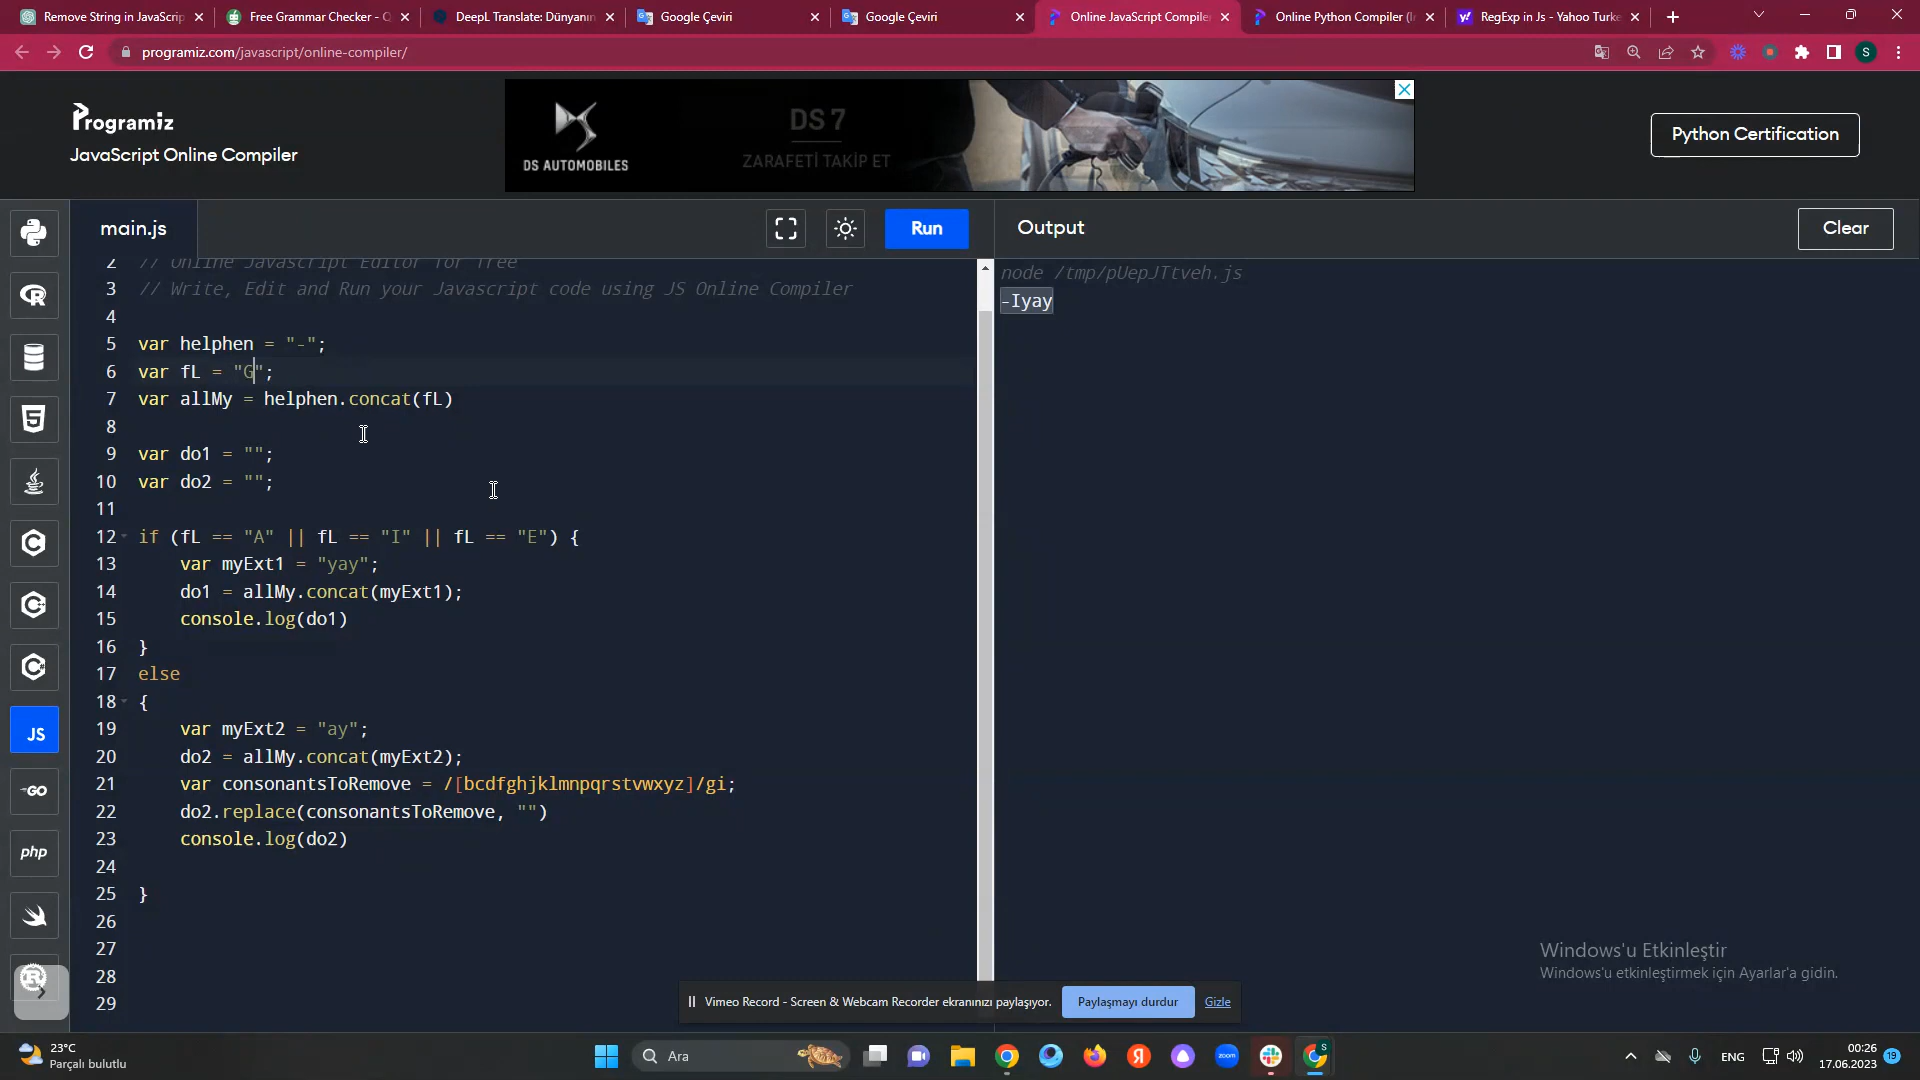 Remove String in JavaScrip
Free Grammar Checker - Q
DeepL Translate: Dünyanın
Google Çeviri
Google Çeviri
Online JavaScript Compiler
Online Python Compiler (In
RegExp in Js - Yahoo Turke
programiz.com/javascript/online-compiler/
S
Programiz
JavaScript Online Compiler
DS AUTOMOBILES
DS 7
ZARAFETİ TAKİP ET
Python Certification
main.js
Run
Output
Clear
2 // Online Javascript Editor for free
3 // Write, Edit and Run your Javascript code using JS Online Compiler
4
5 var helphen = "-";
6 var fL = "G";
7 var allMy = helphen.concat(fL)
8
9 var do1 = "";
10 var do2 = "";
11
12 if (fL == "A" || fL == "I" || fL == "E") {
13 var myExt1 = "yay";
14 do1 = allMy.concat(myExt1);
15 console.log(do1)
16 }
17 else
18 {
19 var myExt2 = "ay";
20 do2 = allMy.concat(myExt2);
21 var consonantsToRemove = /[bcdfghjklmnpqrstvwxyz]/gi;
22 do2.replace(consonantsToRemove, "")
23 console.log(do2)
24
25 }
26
27
28
29
node /tmp/pUepJTtveh.js
-Iyay
JS
GO
php
Windows'u Etkinleştir
Windows'u etkinleştirmek için Ayarlar'a gidin.
Vimeo Record - Screen & Webcam Recorder ekranınızı paylaşıyor.
Paylaşmayı durdur
Gizle
23°C
Parçalı bulutlu
Ara
zoom
ENG
00:26
17.06.2023
19